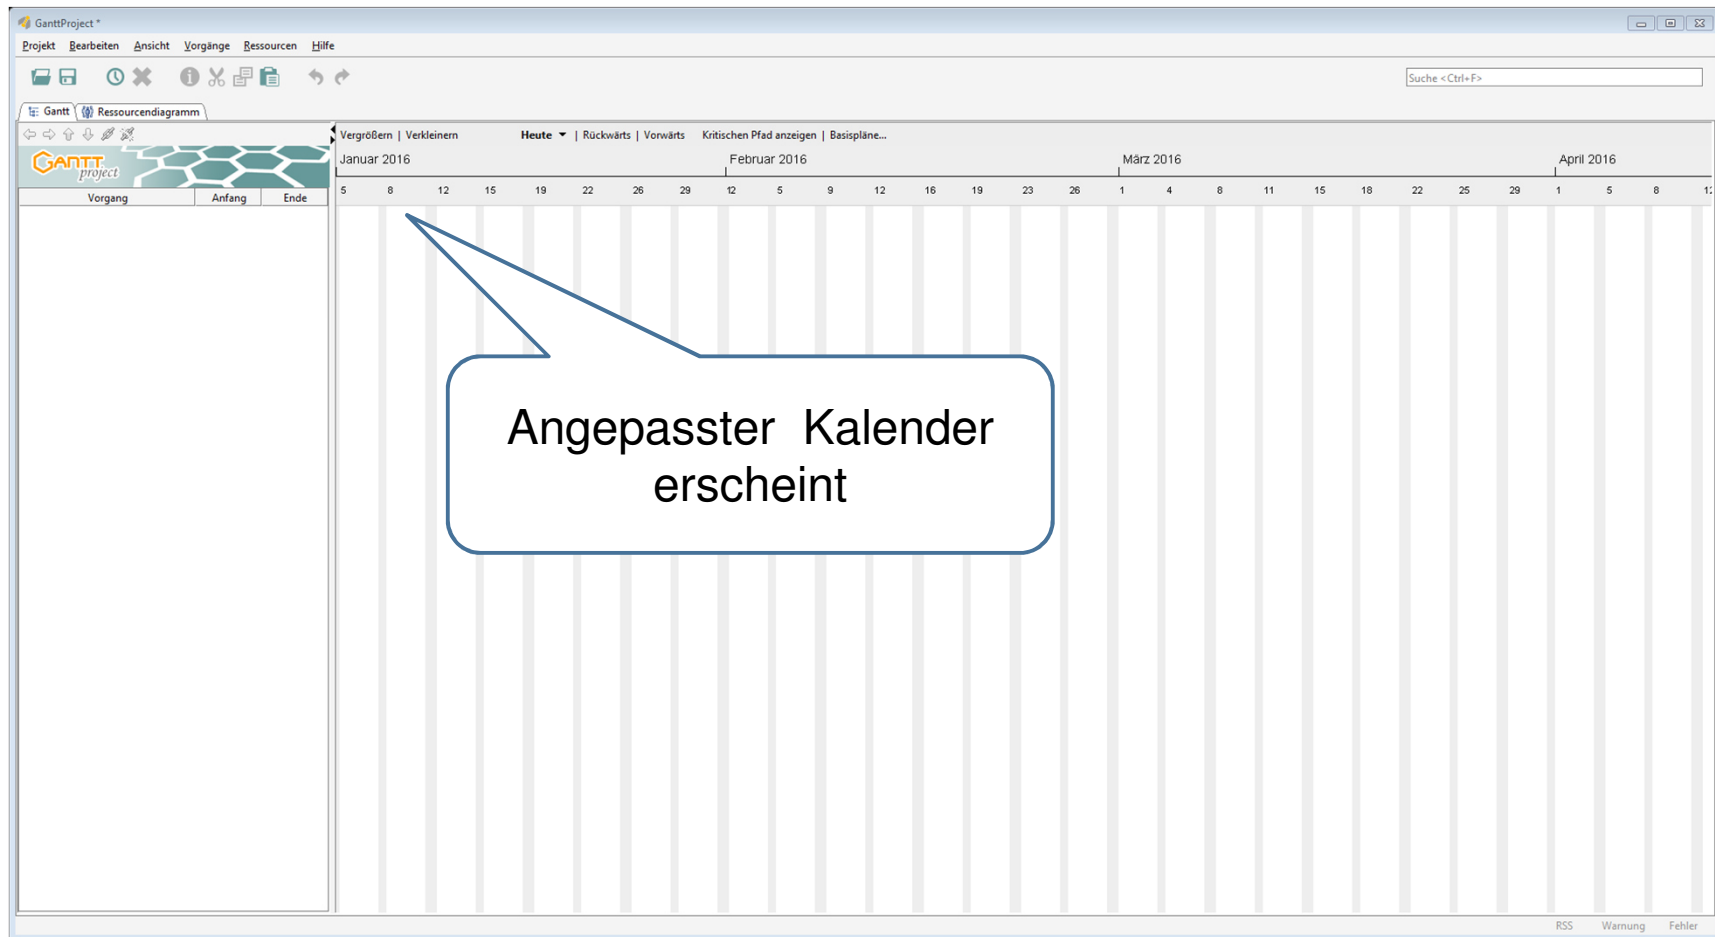 GanttProject *
Projekt Bearbeiten Ansicht Vorgänge Ressourcen Hilfe
Suche <Ctrl+F>
Gantt Ressourcendiagramm
Vergrößern | Verkleinern Heute | Rückwärts | Vorwärts Kritischen Pfad anzeigen | Basispläne...
GANTT
project
Januar 2016 Februar 2016 März 2016 April 2016
5 8 12 15 19 22 26 29 12 5 9 12 16 19 23 26 1 4 8 11 15 18 22 25 29 1 5 8 12
Vorgang Anfang Ende
Angepasster Kalender
erscheint
RSS Warnung Fehler